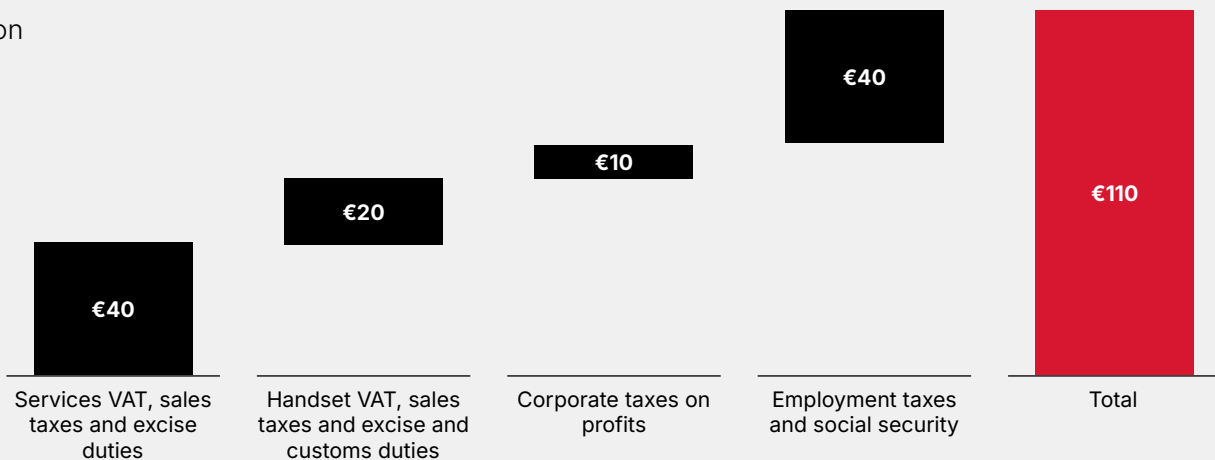 on
€40
€20
€10
€40
€110
Services VAT, sales
taxes and excise
duties
Handset VAT, sales
taxes and excise and
customs duties
Corporate taxes on
profits
Employment taxes
and social security
Total